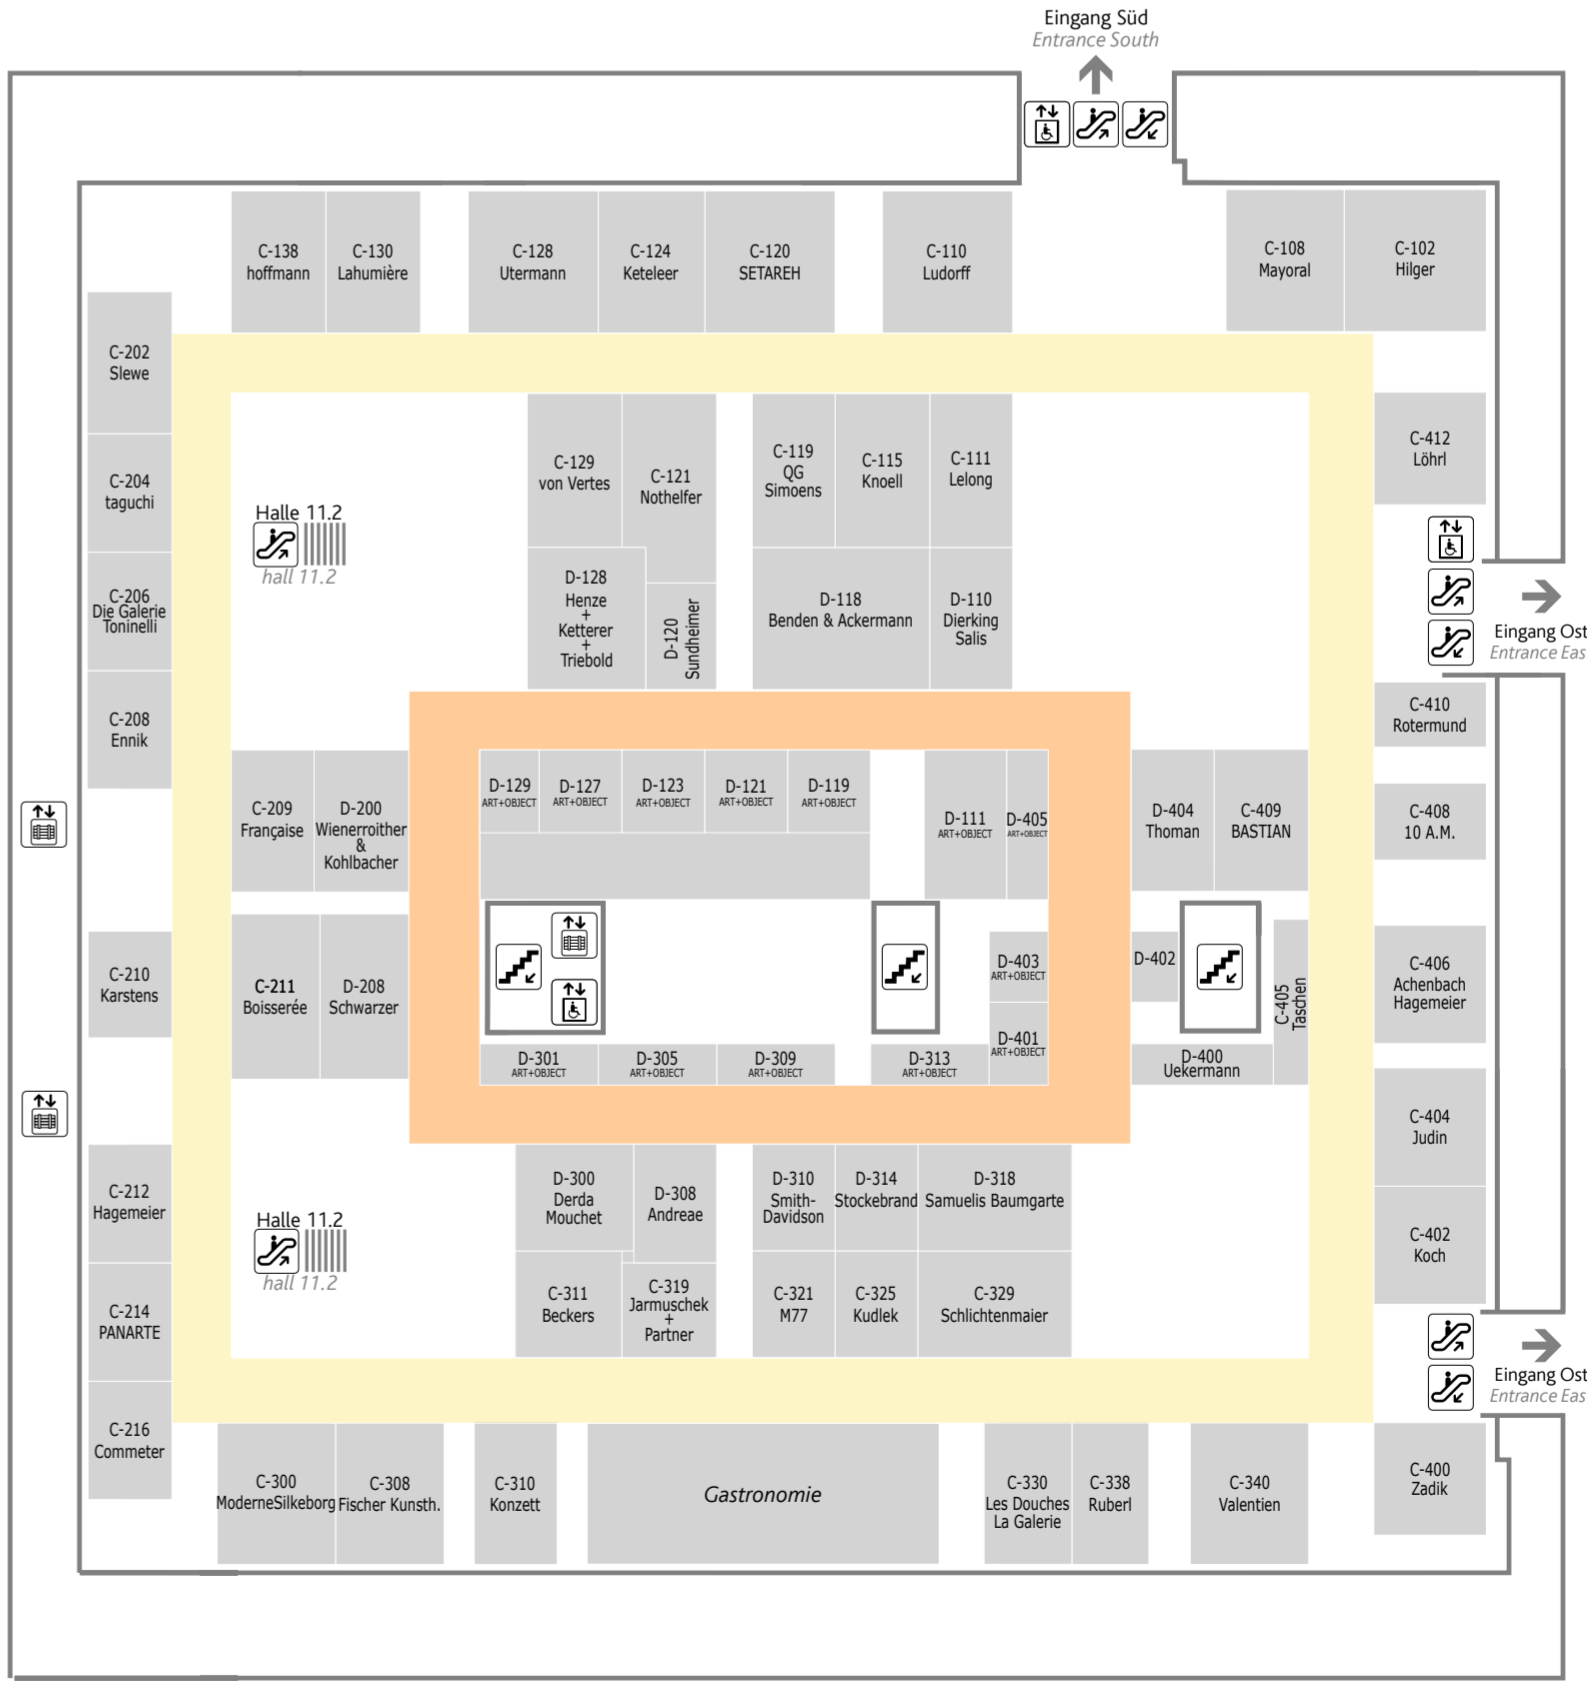 Eingang Süd
Entrance South
C-138
hoffmann
C-130
Lahumière
C-128
Utermann
C-124
Keteleer
C-120
SETAREH
C-110
Ludorff
C-108
Mayoral
C-102
Hilger
C-202
Slewe
C-204
taguchi
C-206
Die Galerie
Toninelli
C-208
Ennik
Halle 11.2
hall 11.2
C-129
von Vertes
C-121
Nothelfer
C-119
QG
Simoens
C-115
Knoell
C-111
Lelong
C-412
Löhrl
D-128
Henze
+
Ketterer
+
Triebold
D-120
Sundheimer
D-118
Benden & Ackermann
D-110
Dierking
Salis
Eingang Ost
Entrance Eas
C-410
Rotermund
C-209
Française
D-200
Wienerroither
&
Kohlbacher
D-129
ART+OBJECT
D-127
ART+OBJECT
D-123
ART+OBJECT
D-121
ART+OBJECT
D-119
ART+OBJECT
D-111
ART+OBJECT
D-405
ART+OBJECT
D-404
Thoman
C-409
BASTIAN
C-408
10 A.M.
C-210
Karstens
C-211
Boisserée
D-208
Schwarzer
D-403
ART+OBJECT
D-401
ART+OBJECT
D-402
C-405
Taschen
C-406
Achenbach
Hagemeier
D-301
ART+OBJECT
D-305
ART+OBJECT
D-309
ART+OBJECT
D-313
ART+OBJECT
D-400
Uekermann
C-404
Judin
C-212
Hagemeier
Halle 11.2
hall 11.2
D-300
Derda
Mouchet
D-308
Andreae
D-310
Smith-
Davidson
D-314
Stockebrand
D-318
Samuelis Baumgarte
C-402
Koch
C-214
PANARTE
C-311
Beckers
C-319
Jarmuschek
+
Partner
C-321
M77
C-325
Kudlek
C-329
Schlichtenmaier
Eingang Ost
Entrance Eas
C-216
Commeter
C-300
ModerneSilkeborg
C-308
Fischer Kunsth.
C-310
Konzett
Gastronomie
C-330
Les Douches
La Galerie
C-338
Ruberl
C-340
Valentien
C-400
Zadik